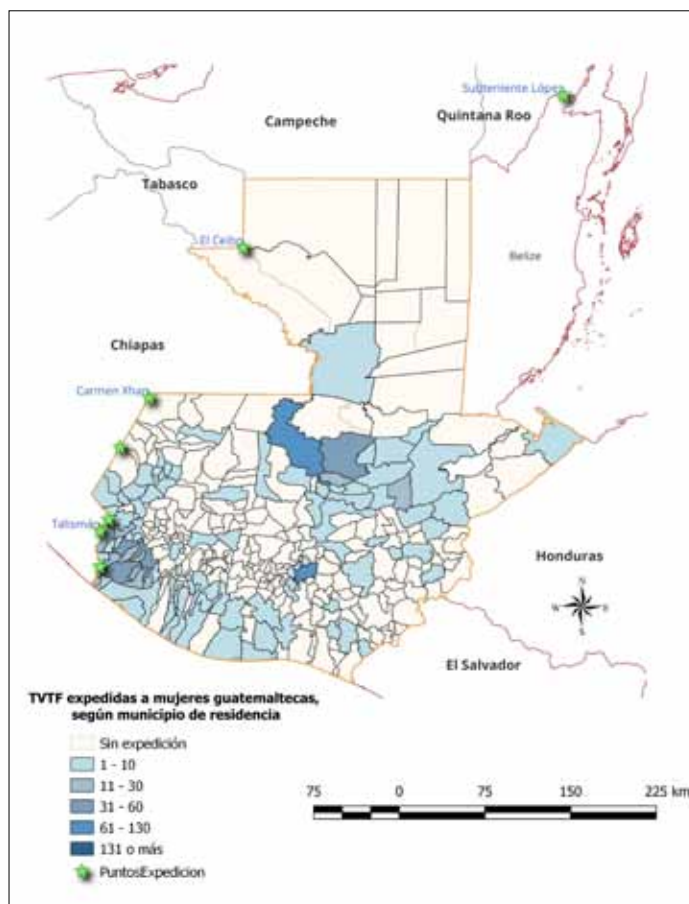 Subteniente López
Quintana Roo
Campeche
Tabasco
El Ceibo
Belize
Chiapas
Carmen Xhan
Talismán
Honduras
N
W
S
El Salvador
TVTF expedidas a mujeres guatemaltecas,
según municipio de residencia
Sin expedición
1 - 10
11 - 30
31 - 60
61 - 130
131 o más
PuntosExpedicion
75 0 75 150 225 km